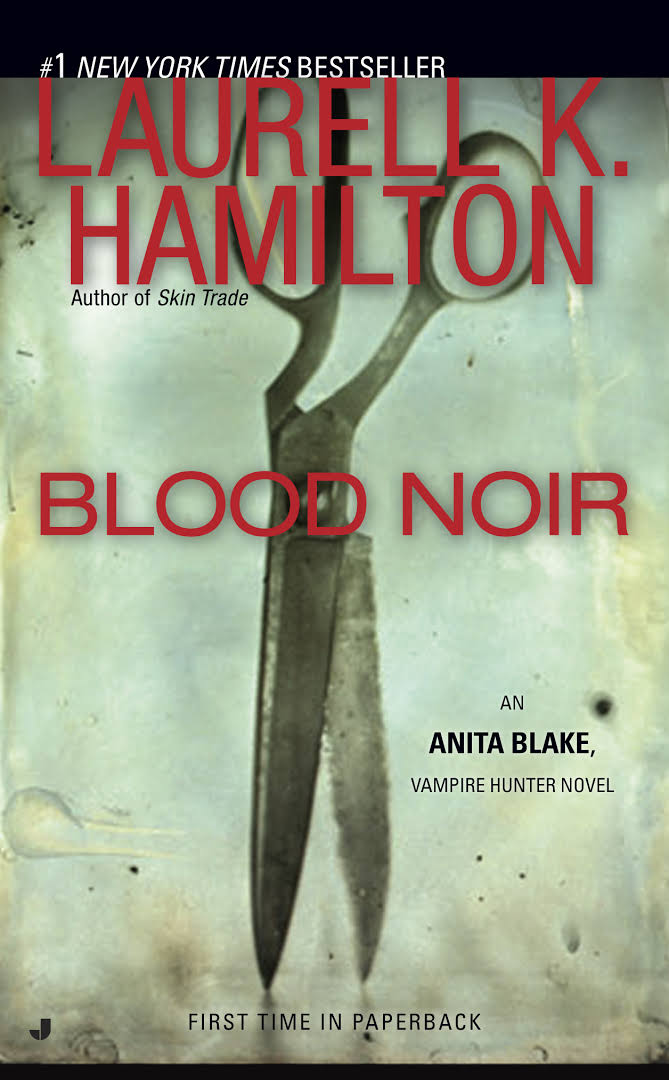 #1 NEW YORK TIMES BESTSELLER
LAURELL K.
HAMILTON
Author of Skin Trade
BLOOD NOIR
AN
ANITA BLAKE,
VAMPIRE HUNTER NOVEL
J
FIRST TIME IN PAPERBACK